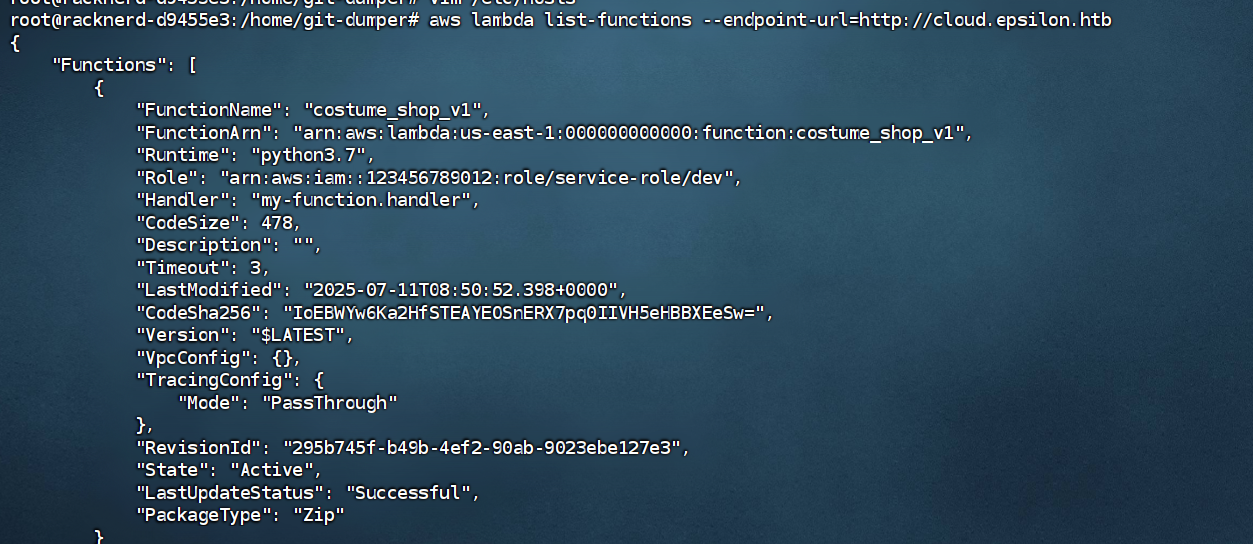 root@racknerd-d9455e3:/home/git-dumper# vim /etc/hosts
root@racknerd-d9455e3:/home/git-dumper# aws lambda list-functions --endpoint-url=http://cloud.epsilon.htb
{
    "Functions": [
        {
            "FunctionName": "costume_shop_v1",
            "FunctionArn": "arn:aws:lambda:us-east-1:000000000000:function:costume_shop_v1",
            "Runtime": "python3.7",
            "Role": "arn:aws:iam::123456789012:role/service-role/dev",
            "Handler": "my-function.handler",
            "CodeSize": 478,
            "Description": "",
            "Timeout": 3,
            "LastModified": "2025-07-11T08:50:52.398+0000",
            "CodeSha256": "IoEBWYw6Ka2HfSTEAYEOSnERX7pq0IIVH5eHBBXEeSw=",
            "Version": "$LATEST",
            "VpcConfig": {},
            "TracingConfig": {
                "Mode": "PassThrough"
            },
            "RevisionId": "295b745f-b49b-4ef2-90ab-9023ebe127e3",
            "State": "Active",
            "LastUpdateStatus": "Successful",
            "PackageType": "Zip"
        }